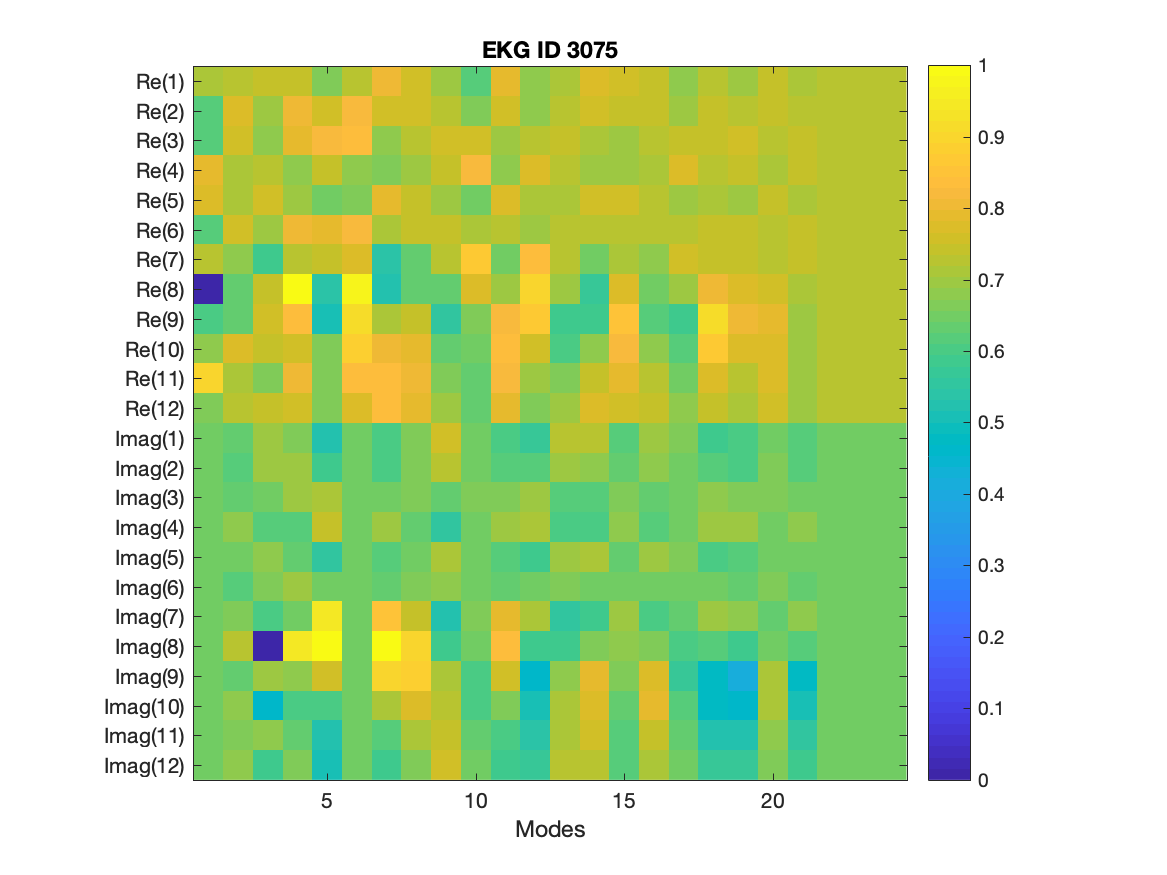 EKG ID 3075
Re(1)
Re(2)
Re(3)
Re(4)
Re(5)
Re(6)
Re(7)
Re(8)
Re(9)
Re(10)
Re(11)
Re(12)
Imag(1)
Imag(2)
Imag(3)
Imag(4)
Imag(5)
Imag(6)
Imag(7)
Imag(8)
Imag(9)
Imag(10)
Imag(11)
Imag(12)
5 10 15 20
Modes
1
0.9
0.8
0.7
0.6
0.5
0.4
0.3
0.2
0.1
0